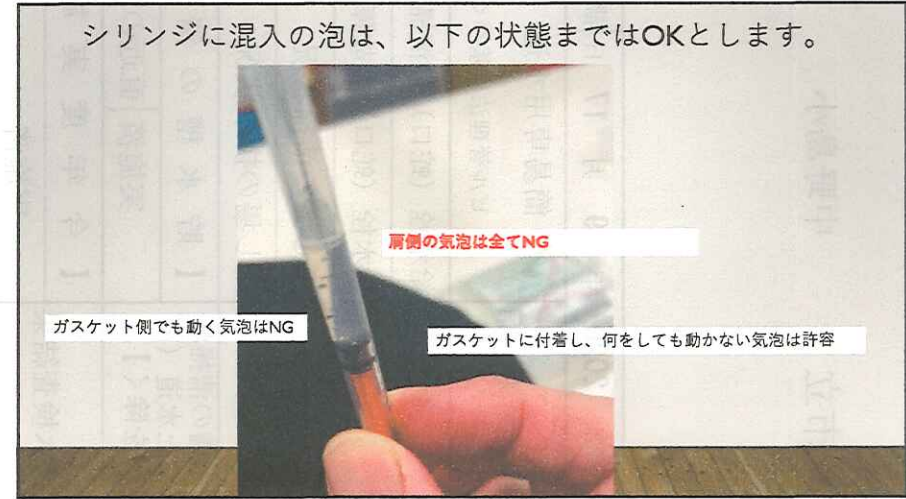 シリンジに混入の泡は、以下の状態まではOKとします。
肩側の気泡は全てNG
ガスケット側でも動く気泡はNG
ガスケットに付着し、何をしても動かない気泡は許容